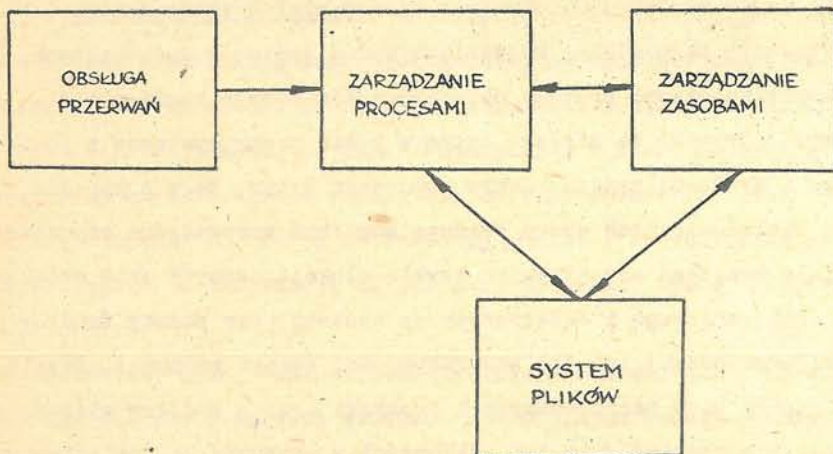 OBSŁUGA
PRZERWAŃ
ZARZĄDZANIE
PROCESAMI
ZARZĄDZANIE
ZASOBAMI
SYSTEM
PLIKÓW